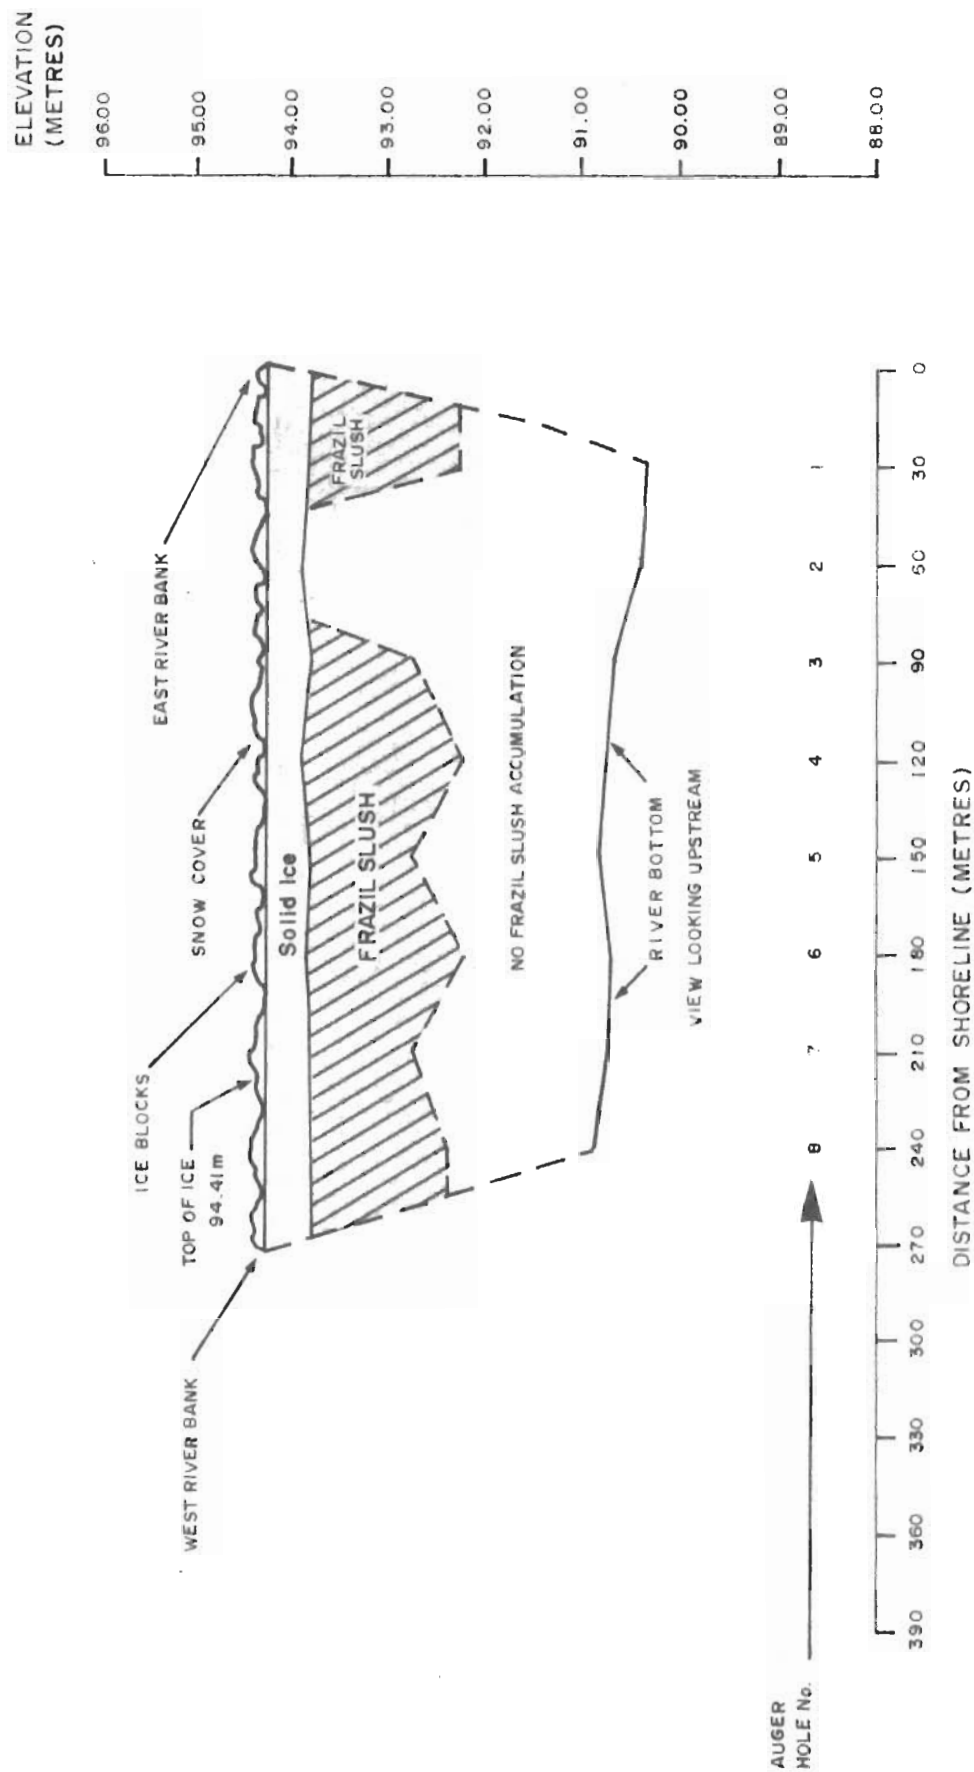 ELEVATION
(METRES)
96.00
95.00
94.00
93.00
92.00
91.00
90.00
89.00
88.00
WEST RIVER BANK
TOP OF ICE
94.41m
ICE BLOCKS
SNOW COVER
EAST RIVER BANK
Solid Ice
FRAZIL SLUSH
FRAZIL
SLUSH
NO FRAZIL SLUSH ACCUMULATION
RIVER BOTTOM
VIEW LOOKING UPSTREAM
AUGER
HOLE No.
8 7 6 5 4 3 2 1
390 360 330 300 270 240 210 180 150 120 90 60 30 0
DISTANCE FROM SHORELINE (METRES)